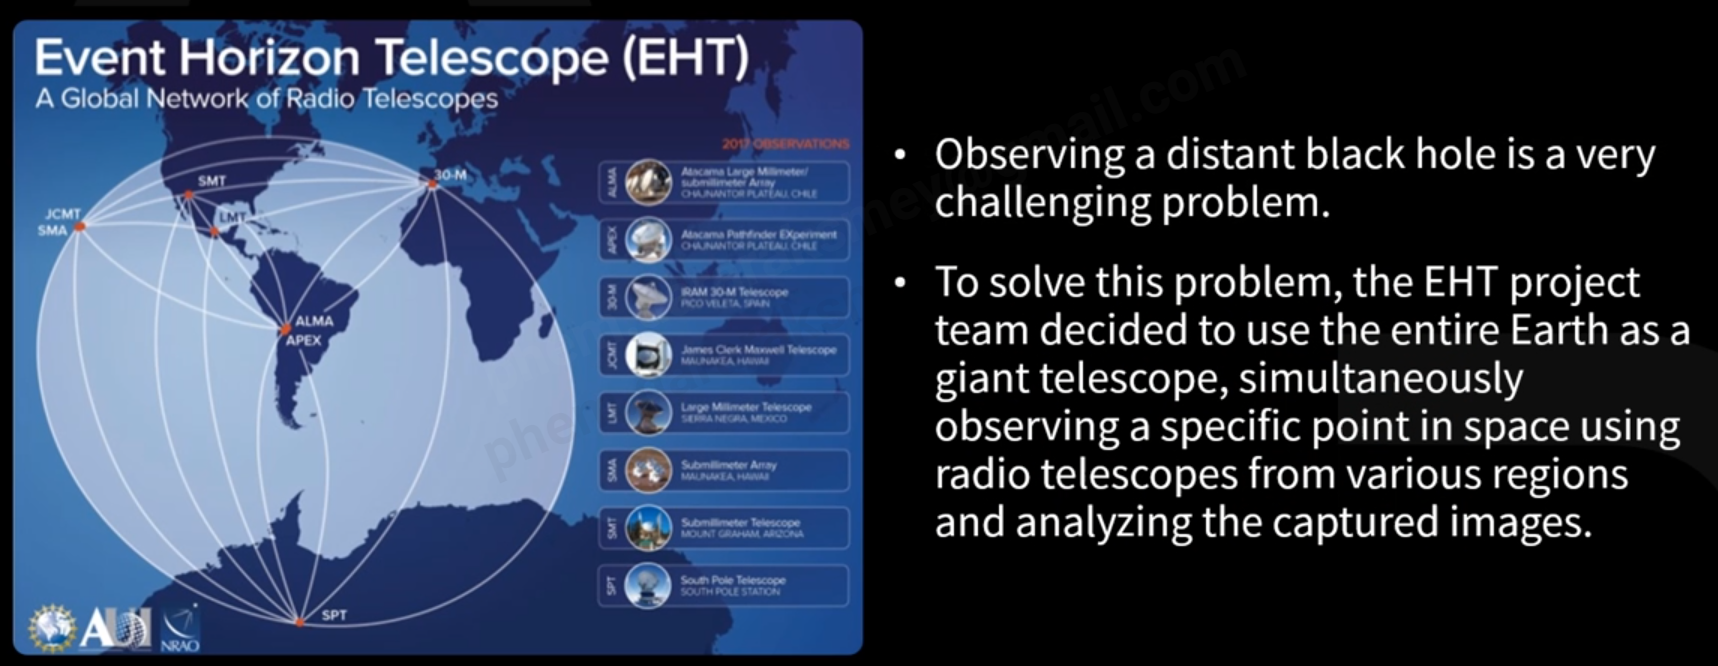 Event Horizon Telescope (EHT)
A Global Network of Radio Telescopes
2017 OBSERVATIONS
SMT
30-M
JCMT
SMA
LMT
ALMA
APEX
SPT
ALMA
Atacama Large Millimeter/
submillimeter Array
CHAJNANTOR PLATEAU, CHILE
APEX
Atacama Pathfinder EXperiment
CHAJNANTOR PLATEAU, CHILE
30-M
IRAM 30-M Telescope
PICO VELETA, SPAIN
JCMT
James Clerk Maxwell Telescope
MAUNAKEA, HAWAII
LMT
Large Millimeter Telescope
SIERRA NEGRA, MEXICO
SMA
Submillimeter Array
MAUNAKEA, HAWAII
SMT
Submillimeter Telescope
MOUNT GRAHAM, ARIZONA
SPT
South Pole Telescope
SOUTH POLE STATION
AUI
NRAO
• Observing a distant black hole is a very
challenging problem.
• To solve this problem, the EHT project
team decided to use the entire Earth as a
giant telescope, simultaneously
observing a specific point in space using
radio telescopes from various regions
and analyzing the captured images.